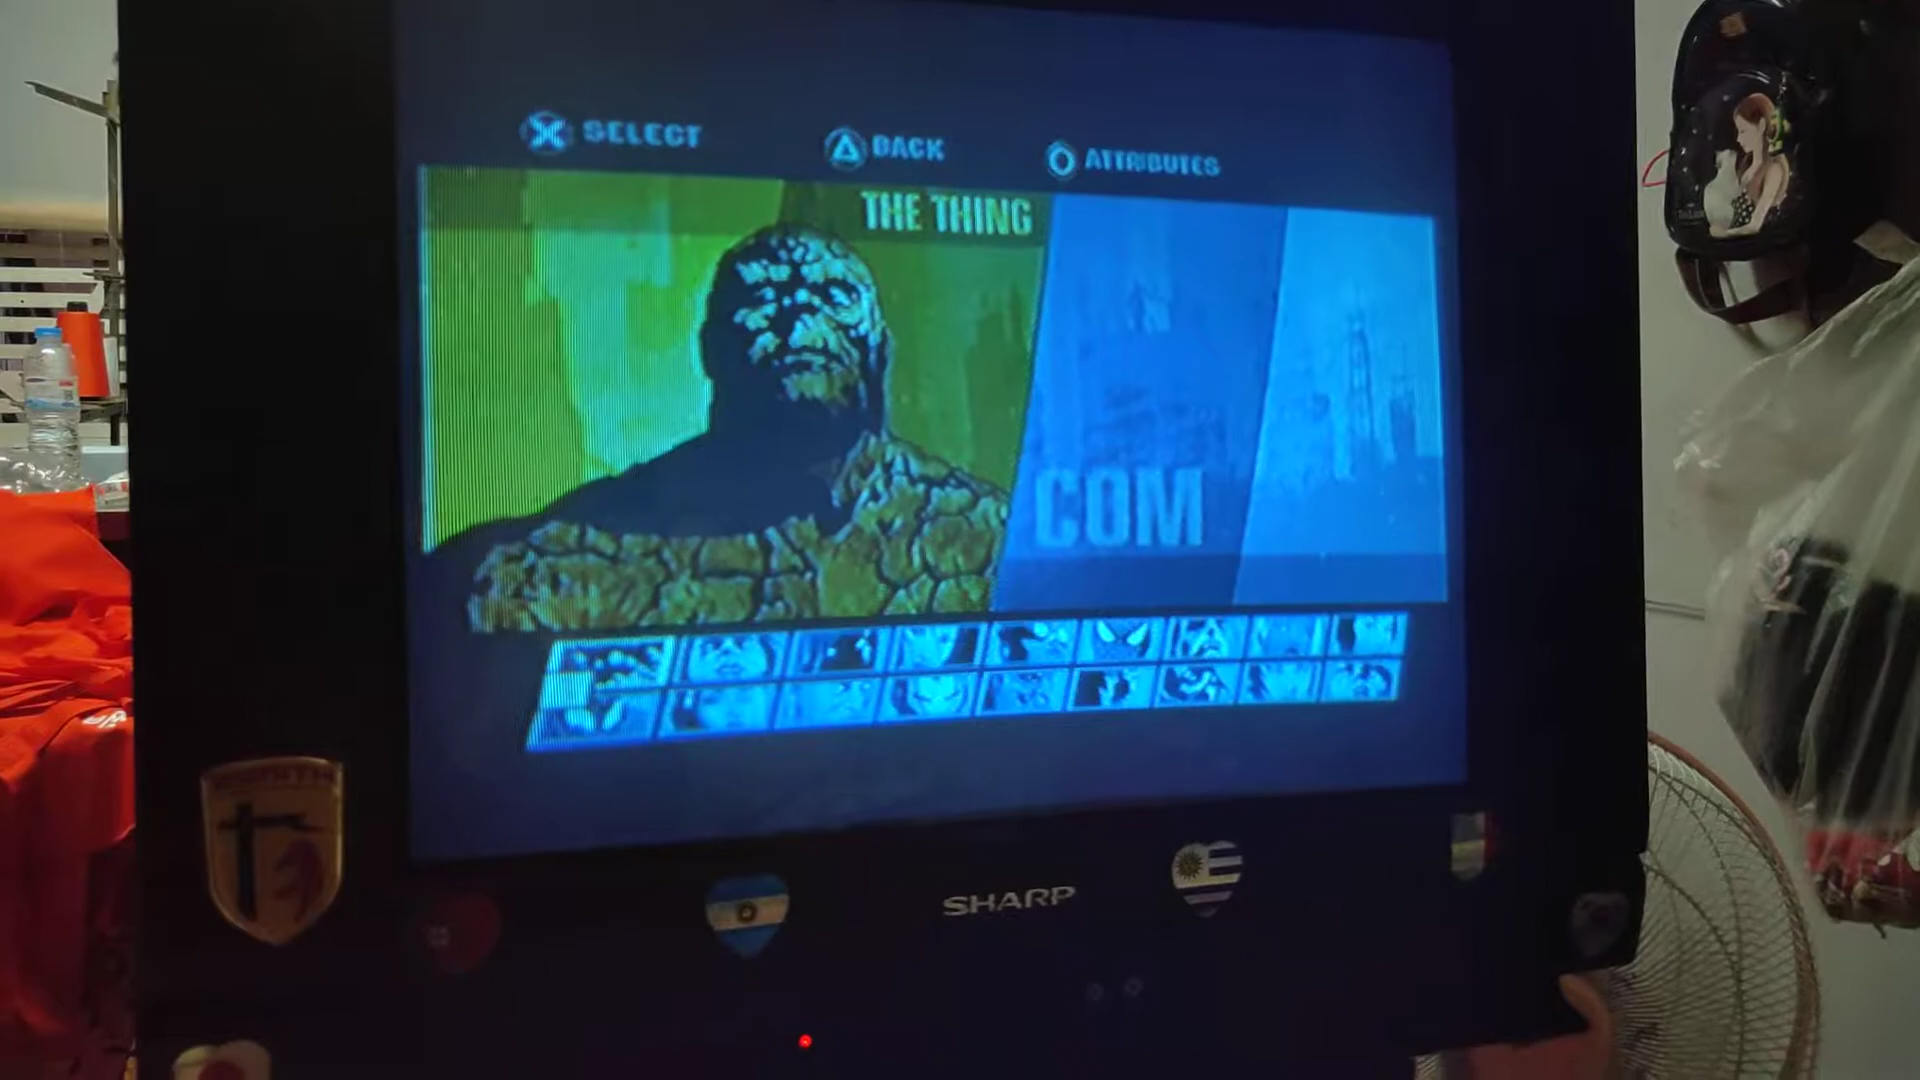 SELECT
BACK
ATTRIBUTES
THE THING
COM
SHARP